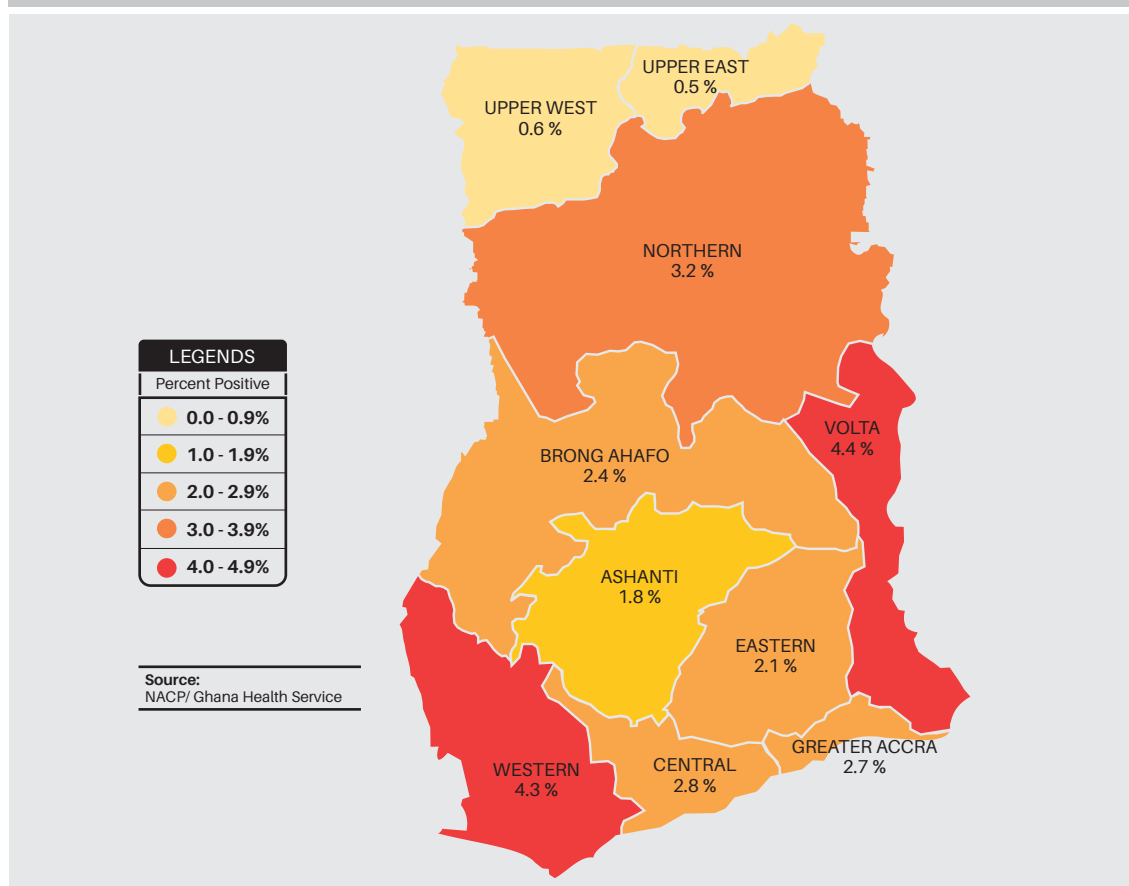 UPPER EAST
0.5 %
UPPER WEST
0.6 %
NORTHERN
3.2 %
VOLTA
4.4 %
BRONG AHAFO
2.4 %
ASHANTI
1.8 %
EASTERN
2.1 %
GREATER ACCRA
2.7 %
CENTRAL
2.8 %
WESTERN
4.3 %
LEGENDS
Percent Positive
0.0 - 0.9%
1.0 - 1.9%
2.0 - 2.9%
3.0 - 3.9%
4.0 - 4.9%
Source:
NACP/ Ghana Health Service